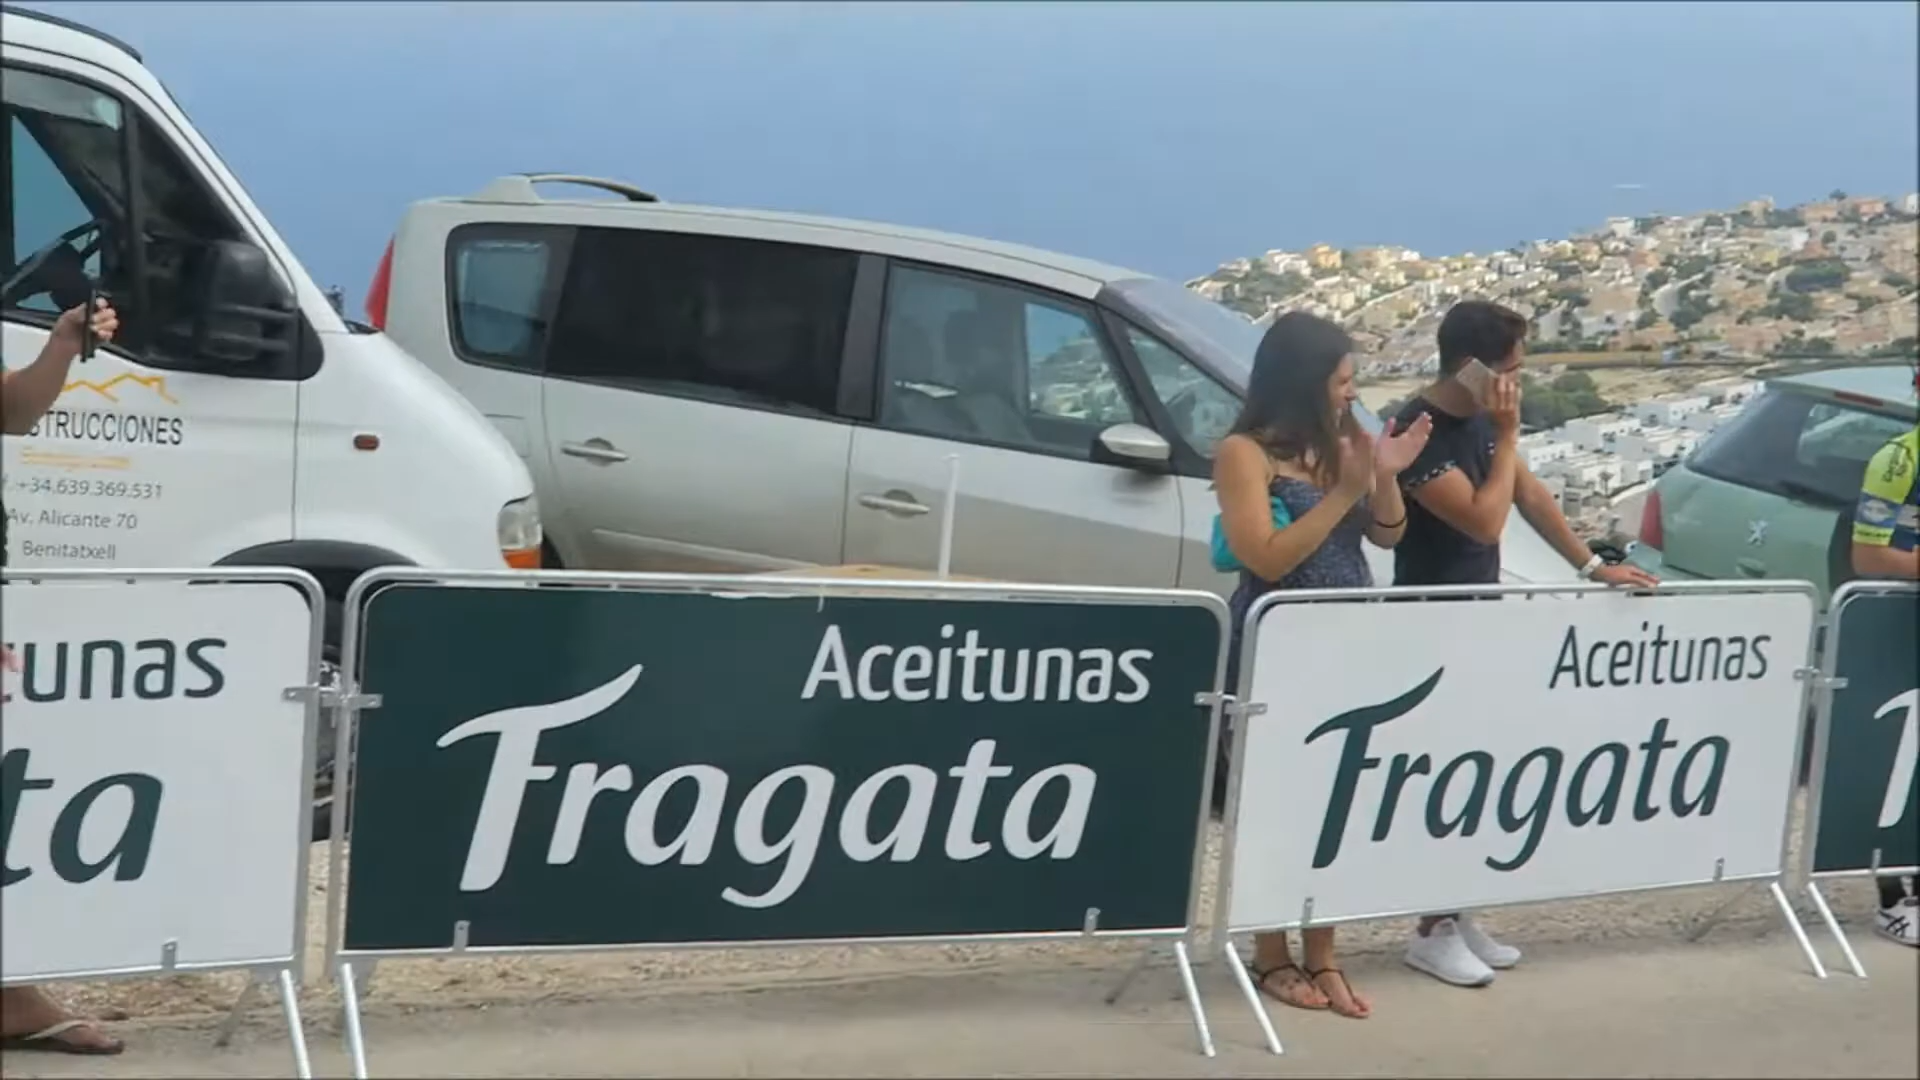 STRUCCIONES
+34.639.369.531
Av. Alicante 70
Benitatxell
tunas
ta
Aceitunas
Fragata
Aceitunas
Fragata